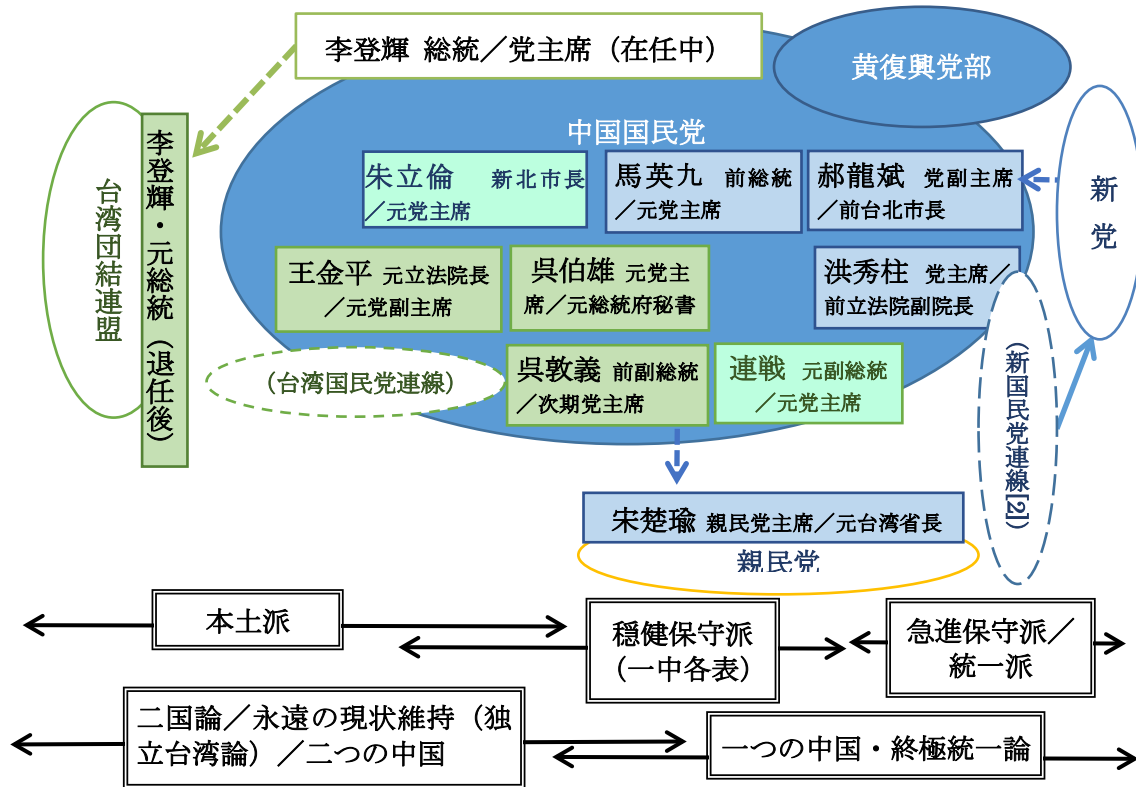 李登輝 総統／党主席（在任中）
黄復興党部
中国国民党
台湾団結連盟
李登輝・元総統（退任後）
朱立倫 新北市長
／元党主席
馬英九 前総統
／元党主席
郝龍斌 党副主席
／前台北市長
新党
王金平 元立法院長
／元党副主席
呉伯雄 元党主
席／元総統府秘書
洪秀柱 党主席／
前立法院副院長
（台湾国民党連線）
呉敦義 前副総統
／次期党主席
連戦 元副総統
／元党主席
（新国民党連線[2]）
宋楚瑜 親民党主席／元台湾省長
親民党
本土派
穏健保守派
（一中各表）
急進保守派／
統一派
二国論／永遠の現状維持（独
立台湾論）／二つの中国
一つの中国・終極統一論